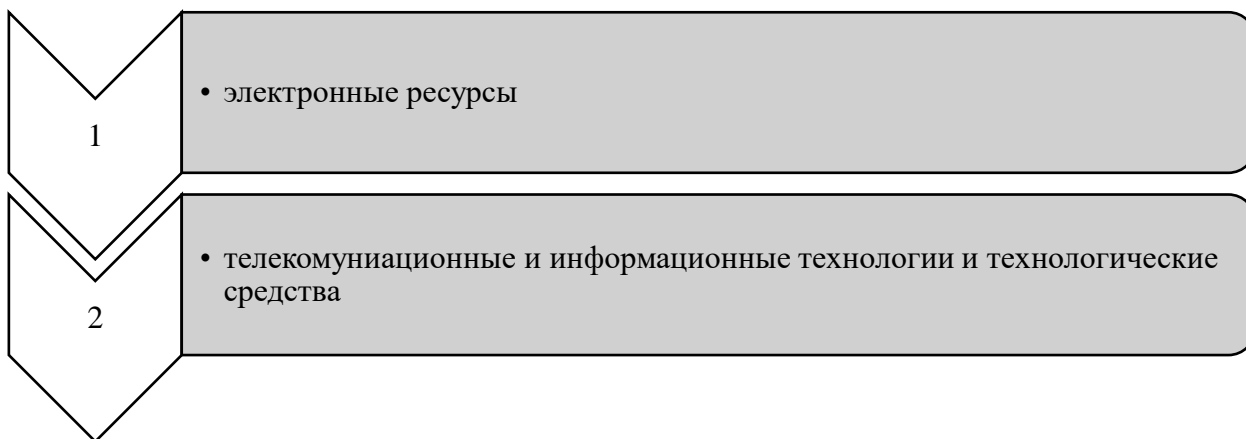 1
• электронные ресурсы
2
• телекомуниационные и информационные технологии и технологические
средства